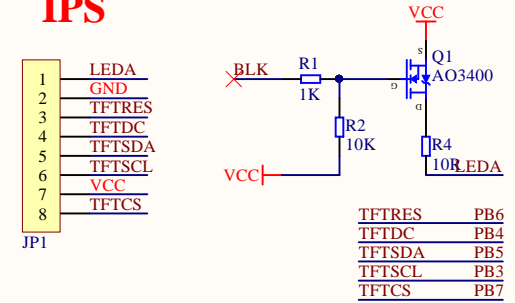 IPS
VCC
1 LEDA
2 GND
3 TFTRES
4 TFTDC
5 TFTSDA
6 TFTSCL
7 VCC
8 TFTCS
JP1
BLK
R1
1K
R2
10K
VCC
S
Q1
AO3400
G
D
R4
10R
LEDA
TFTRES PB6
TFTDC PB4
TFTSDA PB5
TFTSCL PB3
TFTCS PB7